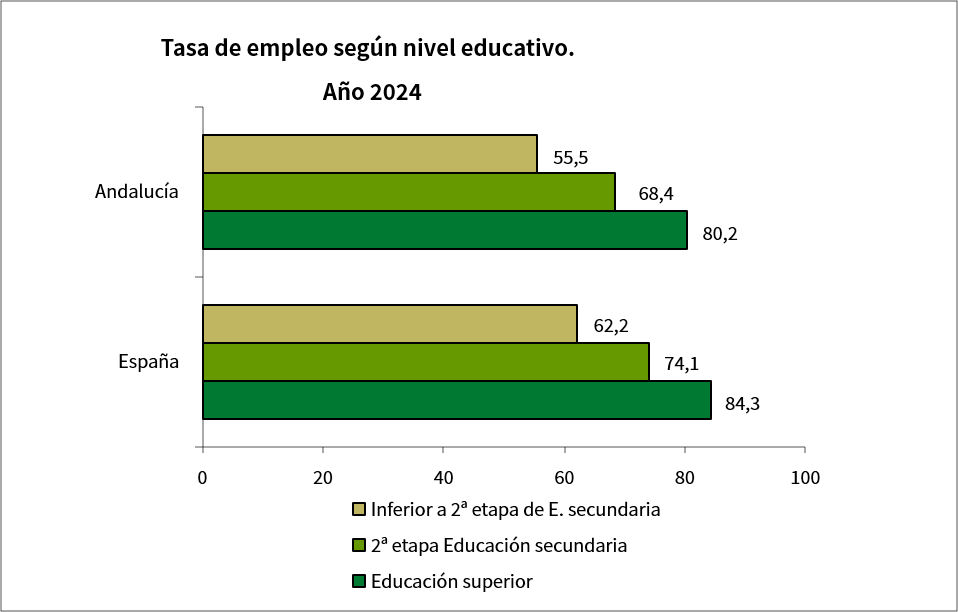 Tasa de empleo según nivel educativo.
Año 2024
Andalucía
55,5
68,4
80,2
España
62,2
74,1
84,3
0 20 40 60 80 100
Inferior a 2ª etapa de E. secundaria
2ª etapa Educación secundaria
Educación superior